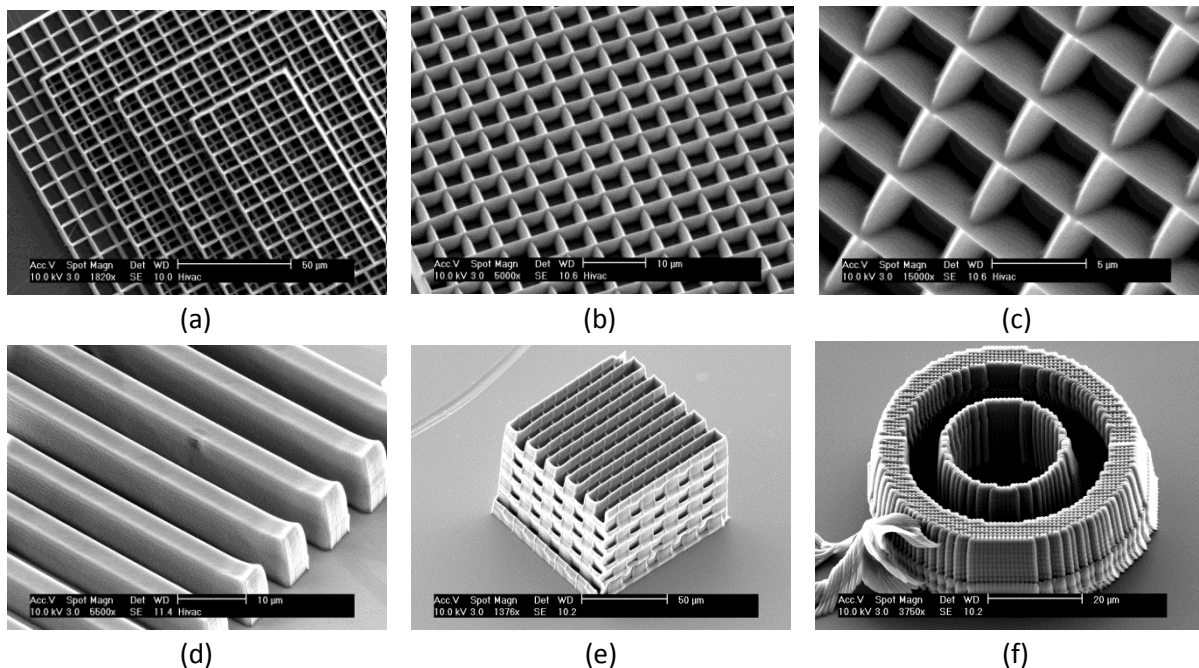 Acc.V Spot Magn Det WD 50 µm
10.0 kV 3.0 1820x SE 10.0 Hivac
(a)
Acc.V Spot Magn Det WD 10 µm
10.0 kV 3.0 5000x SE 10.6 Hivac
(b)
Acc.V Spot Magn Det WD 5 µm
10.0 kV 3.0 15000x SE 10.6 Hivac
(c)
Acc.V Spot Magn Det WD 10 µm
10.0 kV 3.0 5500x SE 11.4 Hivac
(d)
Acc.V Spot Magn Det WD 50 µm
10.0 kV 3.0 1376x SE 10.2
(e)
Acc.V Spot Magn Det WD 20 µm
10.0 kV 3.0 3750x SE 10.2
(f)